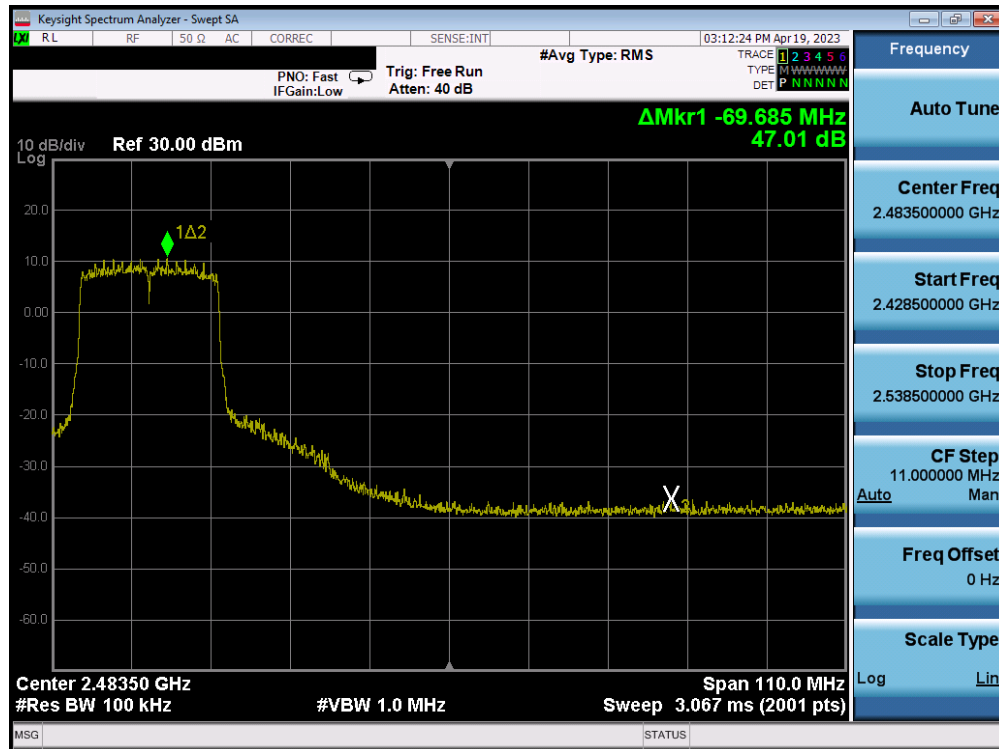 Keysight Spectrum Analyzer - Swept SA
LXI RL RF 50 Ω AC CORREC SENSE:INT 03:12:24 PM Apr 19, 2023
#Avg Type: RMS
TRACE 1 2 3 4 5 6
PNO: Fast Trig: Free Run
TYPE M W W W W W
IFGain:Low Atten: 40 dB
DET P N N N N N
ΔMkr1 -69.685 MHz
47.01 dB
10 dB/div Ref 30.00 dBm
Log
20.0
1Δ2
10.0
0.00
-10.0
-20.0
-30.0
-40.0
-50.0
-60.0
Center 2.48350 GHz Span 110.0 MHz
#Res BW 100 kHz #VBW 1.0 MHz Sweep 3.067 ms (2001 pts)
MSG STATUS
Frequency
Auto Tune
Center Freq
2.483500000 GHz
Start Freq
2.428500000 GHz
Stop Freq
2.538500000 GHz
CF Step
11.000000 MHz
Auto Man
Freq Offset
0 Hz
Scale Type
Log Lin